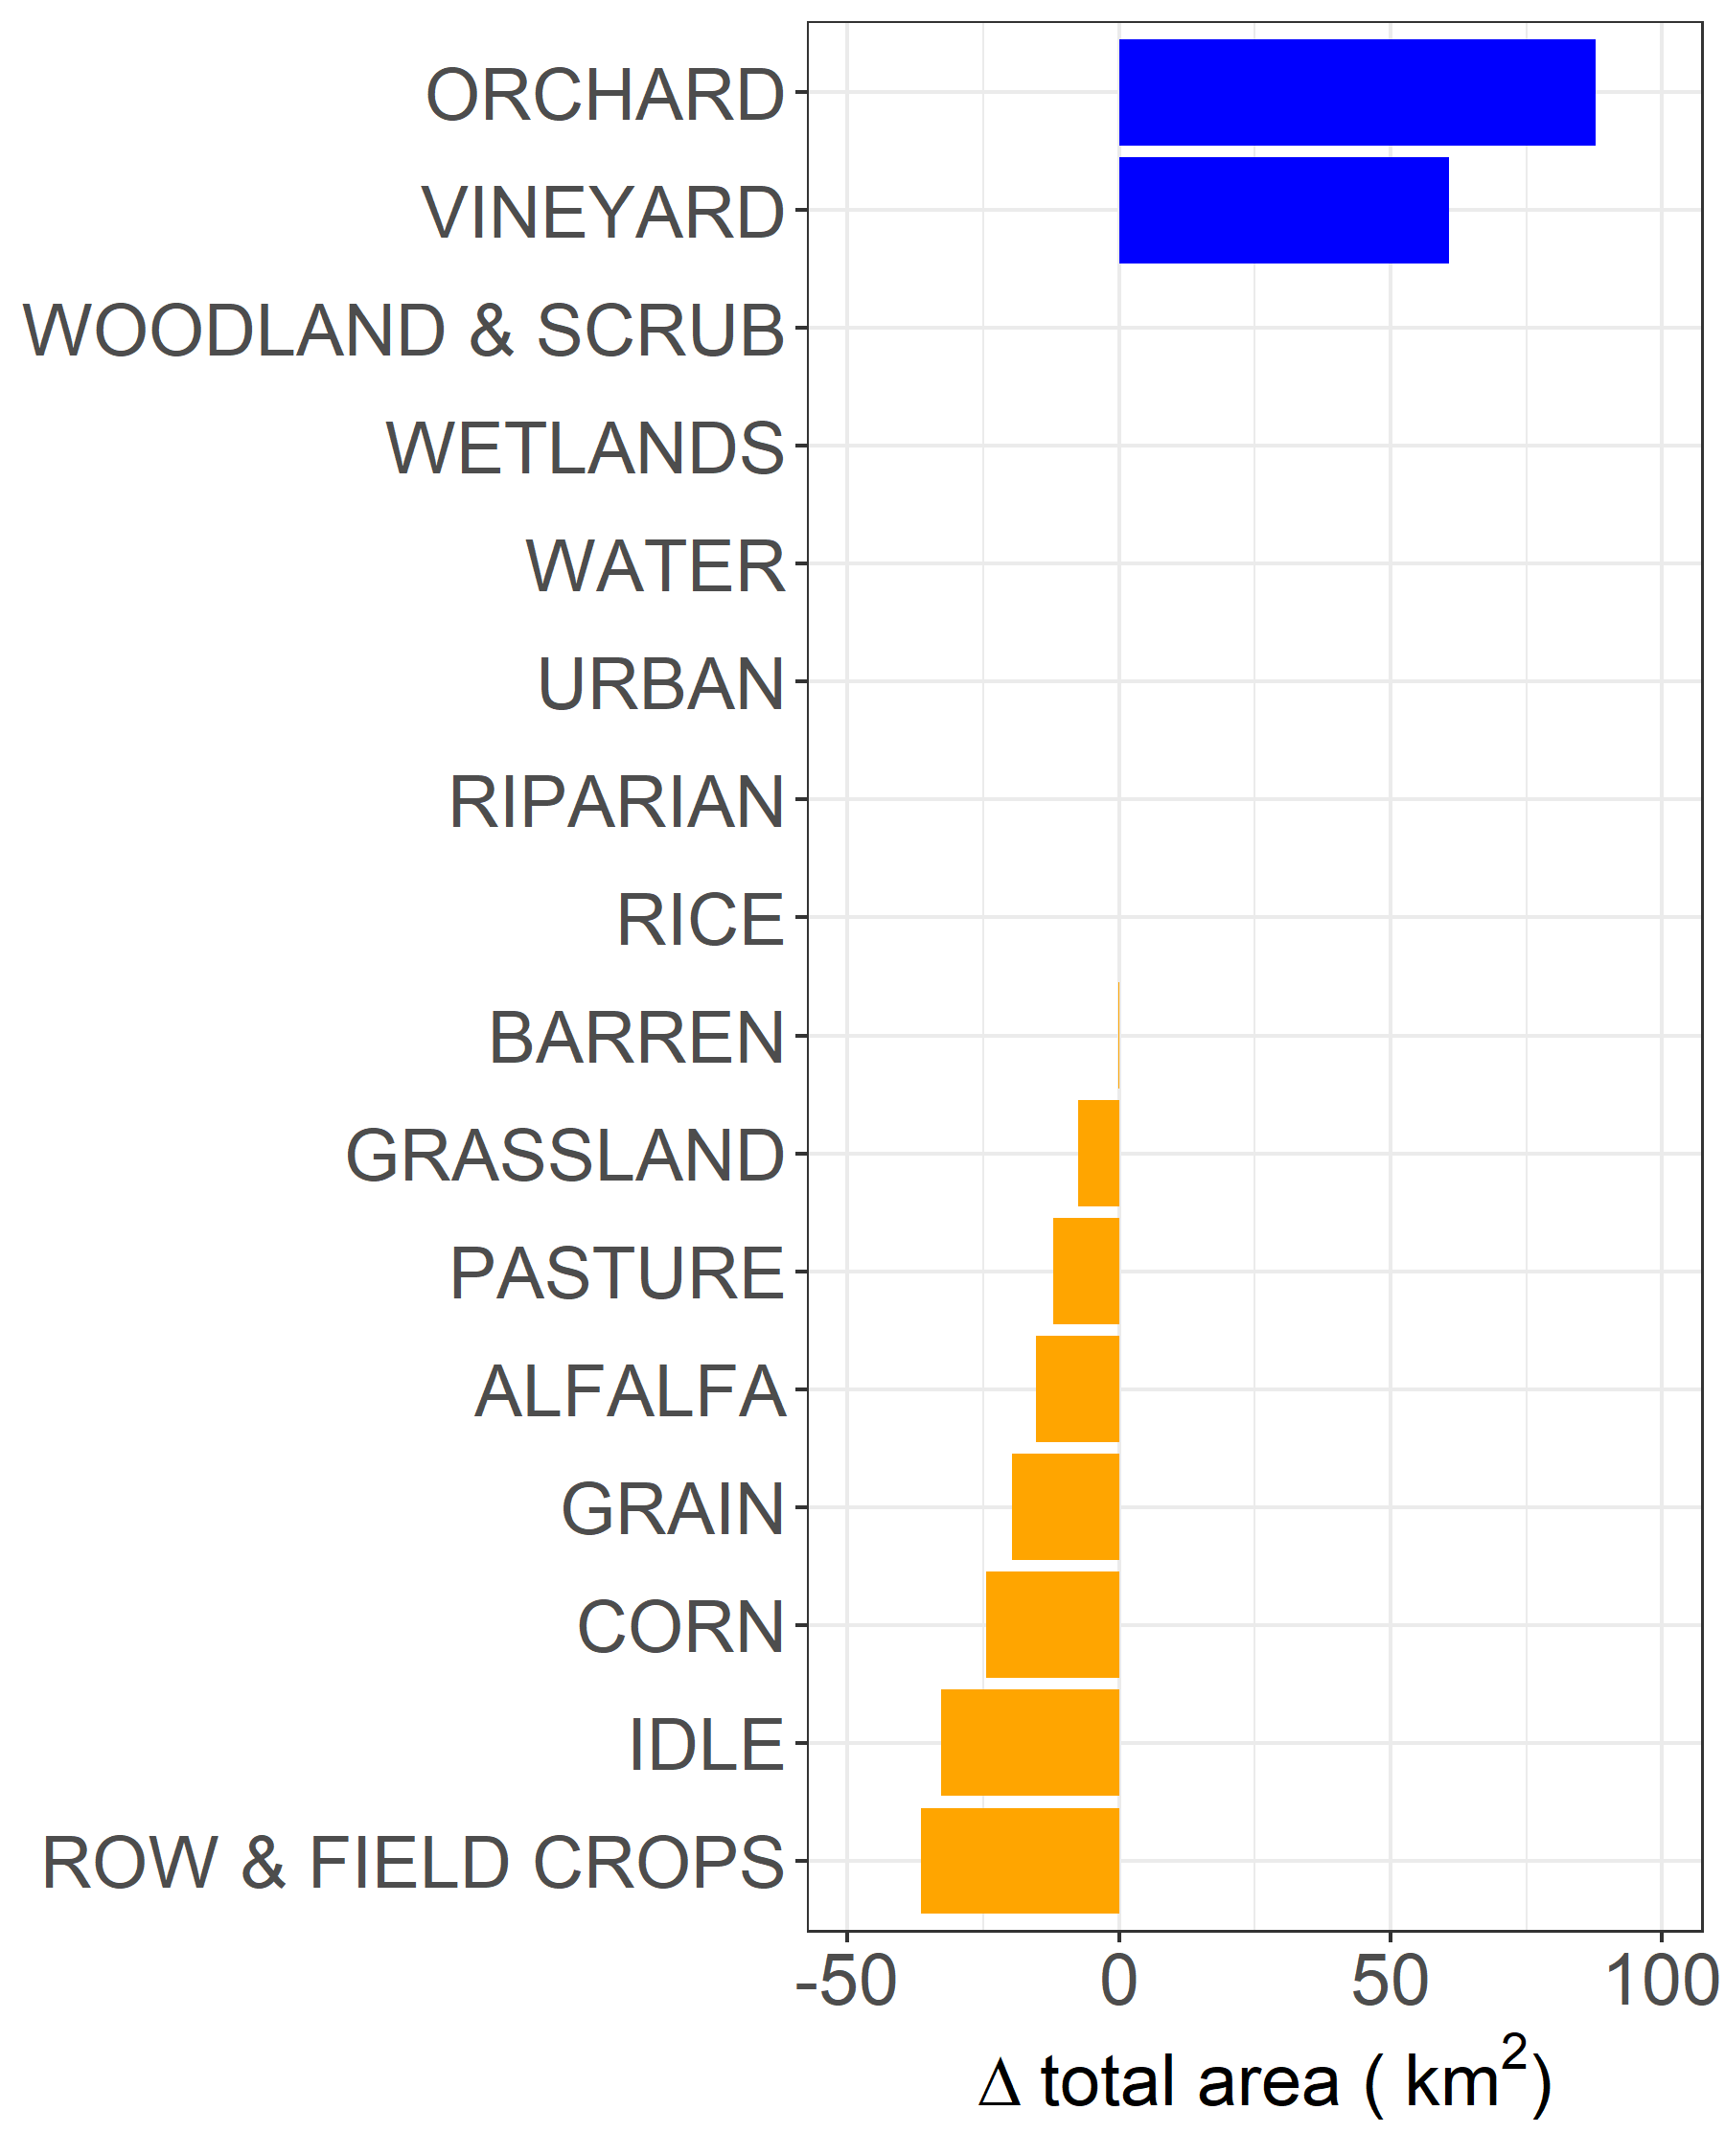 ORCHARD
VINEYARD
WOODLAND & SCRUB
WETLANDS
WATER
URBAN
RIPARIAN
RICE
BARREN
GRASSLAND
PASTURE
ALFALFA
GRAIN
CORN
IDLE
ROW & FIELD CROPS
-50 0 50 100
Δ total area ( km²)